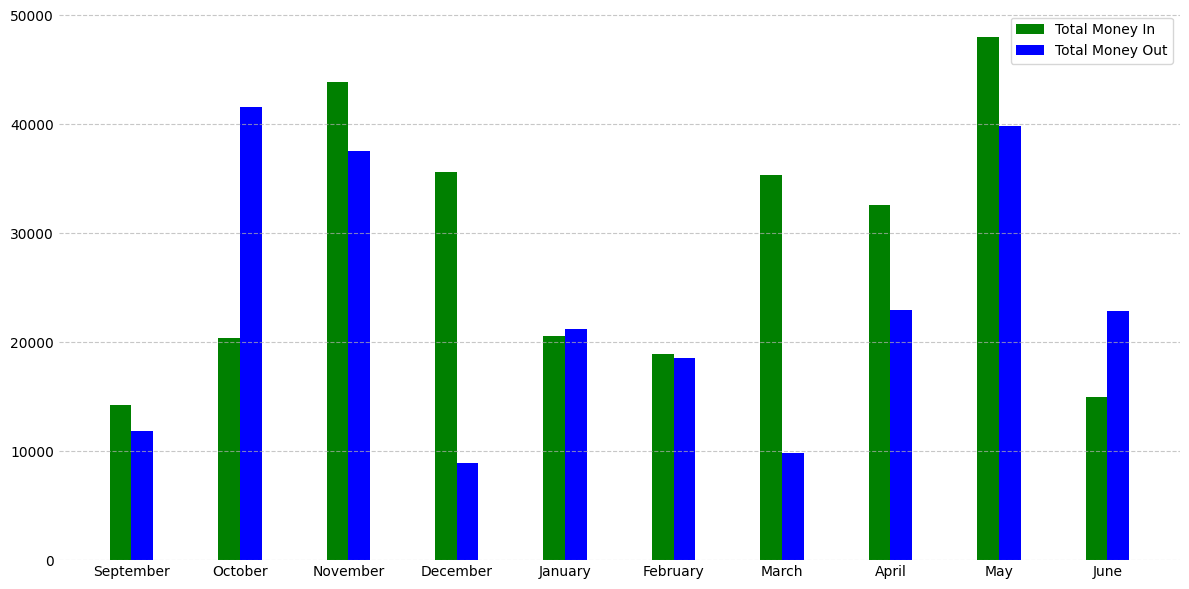 50000
Total Money In
Total Money Out
40000
30000
20000
10000
0
September October November December January February March April May June